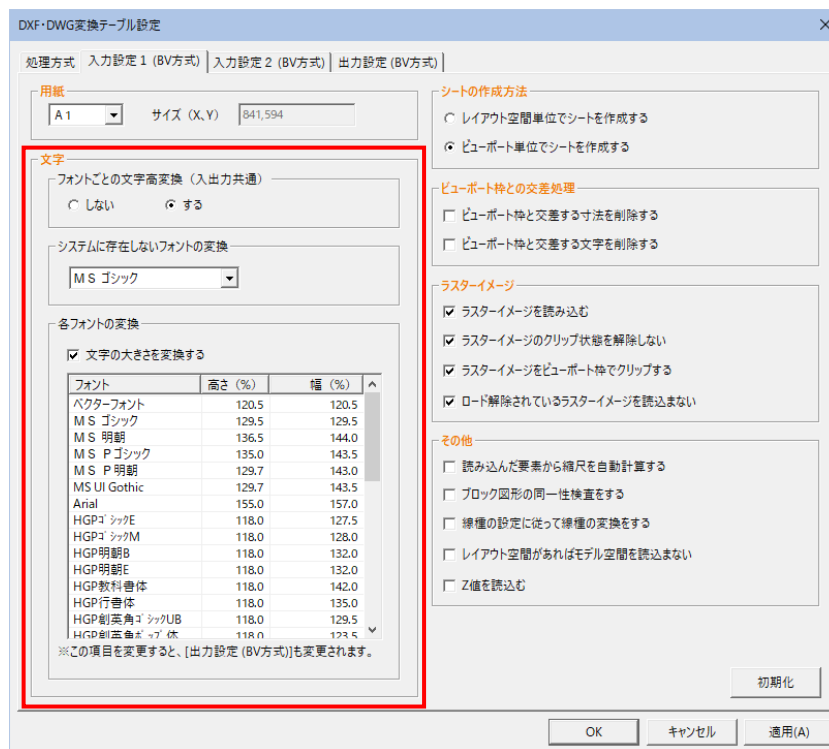 DXF・DWG変換テーブル設定
処理方式 入力設定1 (BV方式) 入力設定2 (BV方式) 出力設定 (BV方式)
用紙
A1 サイズ (X,Y) 841,594
文字
フォントごとの文字高変換（入出力共通）
しない する
システムに存在しないフォントの変換
ＭＳ ゴシック
各フォントの変換
文字の大きさを変換する
フォント 高さ (%) 幅 (%)
ベクターフォント 120.5 120.5
ＭＳ ゴシック 129.5 129.5
ＭＳ 明朝 136.5 144.0
ＭＳ Ｐゴシック 135.0 143.5
ＭＳ Ｐ明朝 129.7 143.0
MS UI Gothic 129.7 143.5
Arial 155.0 157.0
HGPｺﾞｼｯｸE 118.0 127.5
HGPｺﾞｼｯｸM 118.0 128.0
HGP明朝B 118.0 132.0
HGP明朝E 118.0 132.0
HGP教科書体 118.0 142.0
HGP行書体 118.0 135.0
HGP創英角ｺﾞｼｯｸUB 118.0 129.5
HGP創英角ﾎﾟｯﾌﾟ体 118.0 123.5
※この項目を変更すると、[出力設定 (BV方式)]も変更されます。
シートの作成方法
レイアウト空間単位でシートを作成する
ビューポート単位でシートを作成する
ビューポート枠との交差処理
ビューポート枠と交差する寸法を削除する
ビューポート枠と交差する文字を削除する
ラスターイメージ
ラスターイメージを読み込む
ラスターイメージのクリップ状態を解除しない
ラスターイメージをビューポート枠でクリップする
ロード解除されているラスターイメージを読込まない
その他
読み込んだ要素から縮尺を自動計算する
ブロック図形の同一性検査をする
線種の設定に従って線種の変換をする
レイアウト空間があればモデル空間を読込まない
Z値を読込む
初期化
OK キャンセル 適用(A)